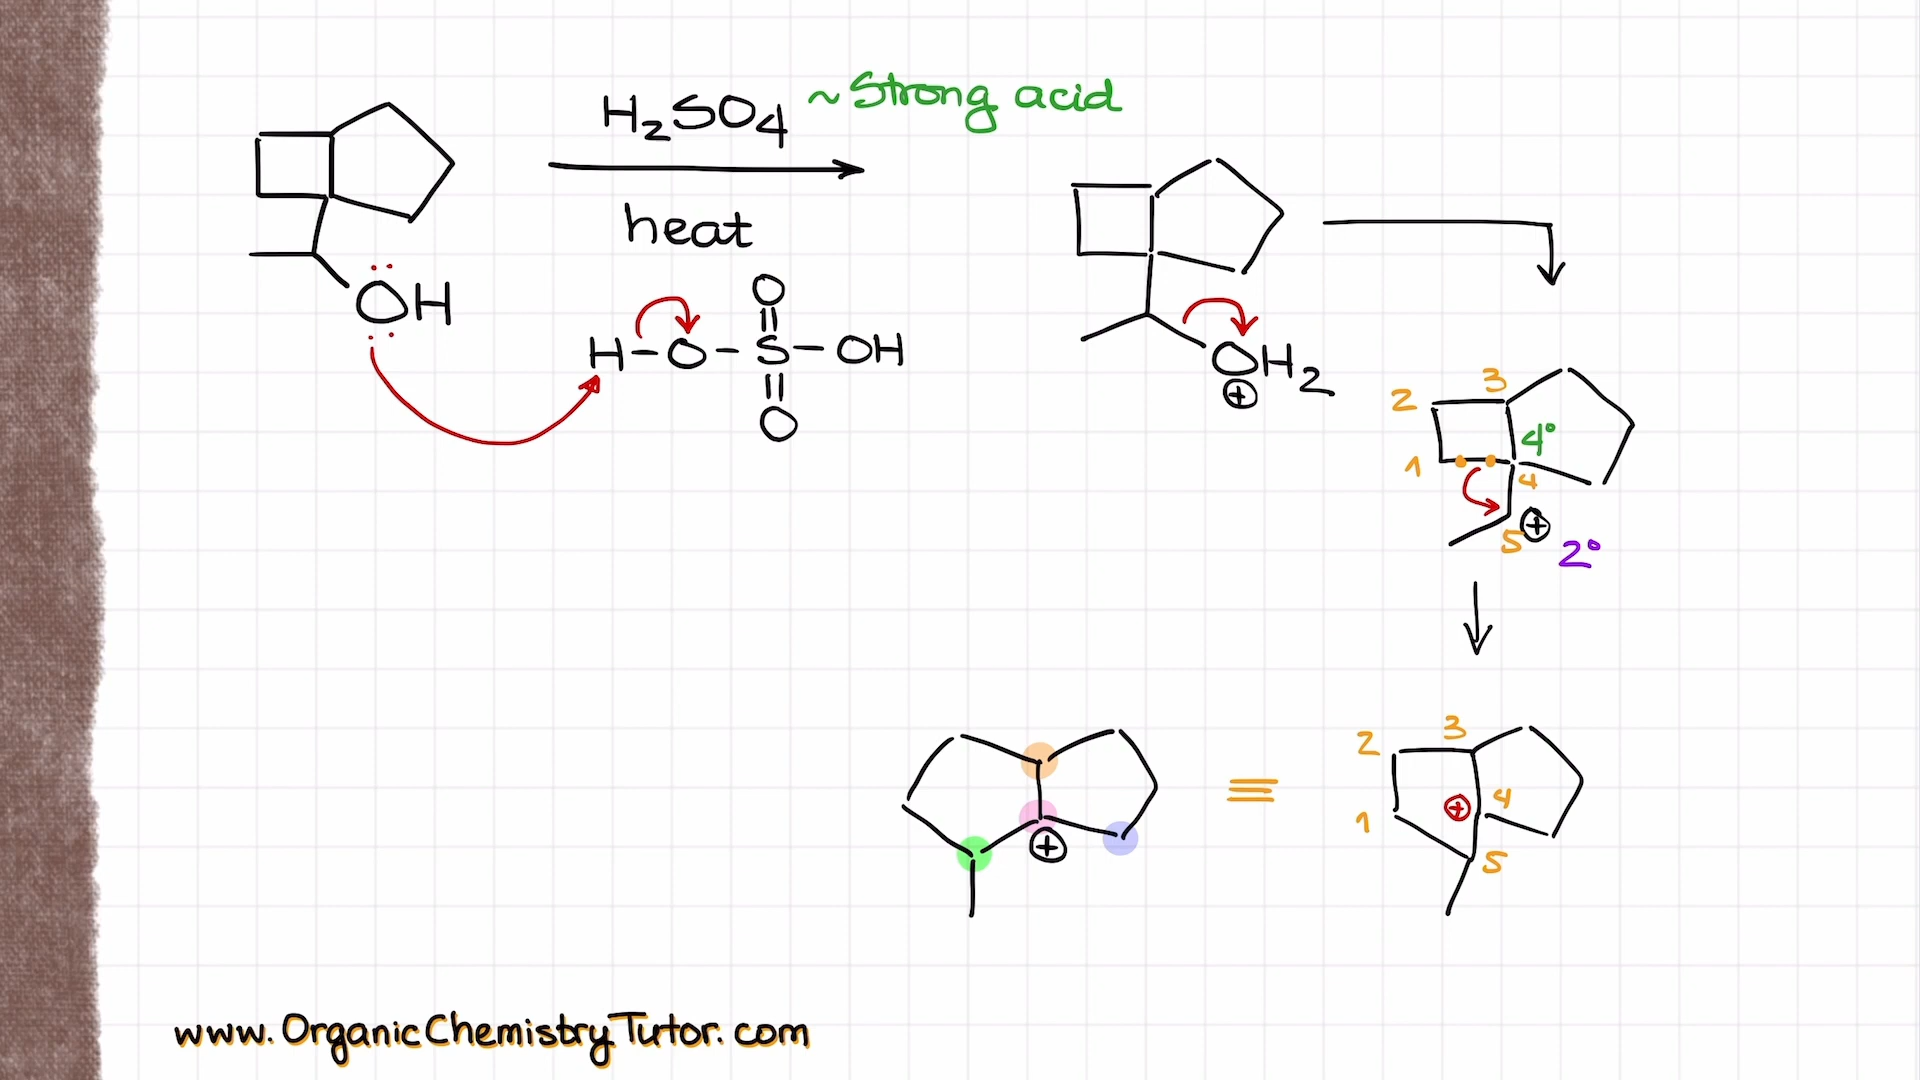 H2SO4 ~ Strong acid
heat
OH
H-O-S-OH
O
O
OH2
⊕
2 3
4°
1 4
5 ⊕ 2°
2 3
⊕ 4
1
5
≡
⊕
www.OrganicChemistryTutor.com